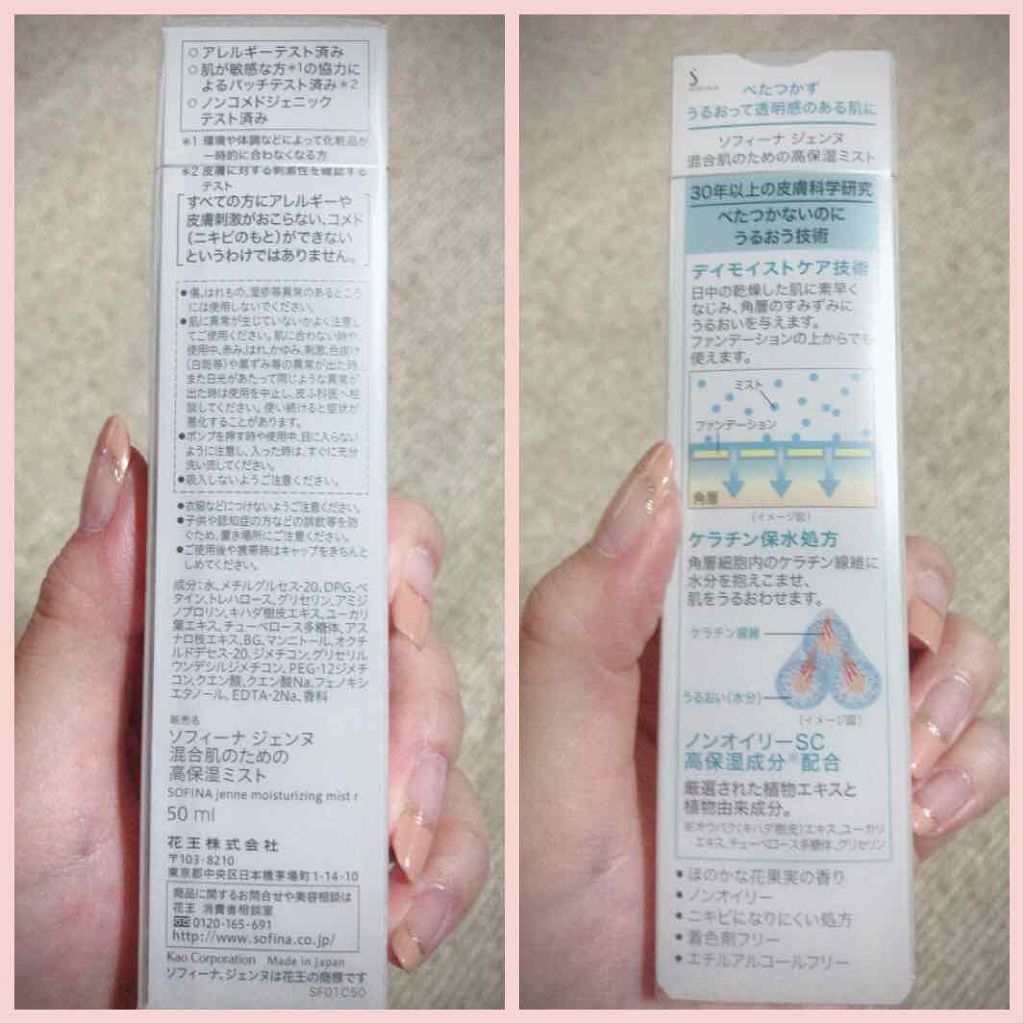 ○ アレルギーテスト済み
○ 肌が敏感な方*1の協力に
よるパッチテスト済み*2
○ ノンコメドジェニック
テスト済み
*1 環境や体調などによって化粧品が
一時的に合わなくなる方
*2 皮膚に対する刺激性を確認する
テスト
すべての方にアレルギーや
皮膚刺激がおこらない、コメド
(ニキビのもと)ができない
というわけではありません。
●傷、はれもの、湿疹等異常のあるところ
には使用しないでください。
●肌に異常が生じていないかよく注意し
てご使用ください。肌に合わない時や
使用中、赤み、はれ、かゆみ、刺激、色抜け
(白斑等)や黒ずみ等の異常が出た時、
また日光があたって同じような異常が
出た時は使用を中止し、皮ふ科医へ相
談してください。使い続けると症状が
悪化することがあります。
●ポンプを押す時や使用中、目に入らない
ように注意し、入った時は、すぐに充分
洗い流してください。
●吸入しないようご注意ください。
●衣服などにつけないようご注意ください。
●子供や認知症の方などの誤飲等を防
ぐため、置き場所にご注意ください。
●ご使用後や携帯時はキャップをきちんと
しめてください。
成分:水、メチルグルセス-20、DPG、ベ
タイン、トレハロース、グリセリン、アミジ
ノプロリン、キハダ樹皮エキス、ユーカリ
葉エキス、チューベロース多糖体、アス
ナロ枝エキス、BG、マンニトール、オクチ
ルドデセス-20、ジメチコン、グリセリル
ウンデシルジメチコン、PEG-12ジメチ
コン、クエン酸、クエン酸Na、フェノキシ
エタノール、EDTA-2Na、香料
販売名
ソフィーナ ジェンヌ
混合肌のための
高保湿ミスト
SOFINA jenne moisturizing mist r
50 ml
花王株式会社
〒103-8210
東京都中央区日本橋茅場町1-14-10
商品に関するお問合せや美容相談は
花王 消費者相談室
0120-165-691
http://www.sofina.co.jp/
Kao Corporation Made in Japan
ソフィーナ、ジェンヌは花王の商標です
SF01C50
S
SOFINA
べたつかず
うるおって透明感のある肌に
ソフィーナ ジェンヌ
混合肌のための高保湿ミスト
30年以上の皮膚科学研究
べたつかないのに
うるおう技術
デイモイストケア技術
日中の乾燥した肌に素早く
なじみ、角層のすみずみに
うるおいを与えます。
ファンデーションの上からでも
使えます。
ミスト
ファンデーション
角層
(イメージ図)
ケラチン保水処方
角層細胞内のケラチン線維に
水分を抱えこませ、
肌をうるおわせます。
ケラチン線維
うるおい(水分)
(イメージ図)
ノンオイリーSC
高保湿成分※配合
厳選された植物エキスと
植物由来成分。
※オウバク(キハダ樹皮)エキス、ユーカリ
エキス、チューベロース多糖体、グリセリン
● ほのかな花果実の香り
● ノンオイリー
● ニキビになりにくい処方
● 着色剤フリー
● エチルアルコールフリー